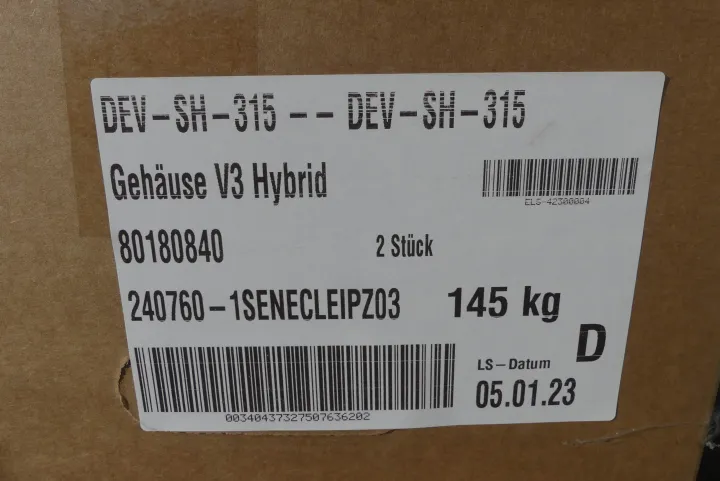 DEV-SH-315 -- DEV-SH-315
Gehäuse V3 Hybrid
ELS-42300004
80180840 2 Stück
240760-1SENECLEIPZ03 145 kg
D
LS-Datum
05.01.23
00340437327507636202